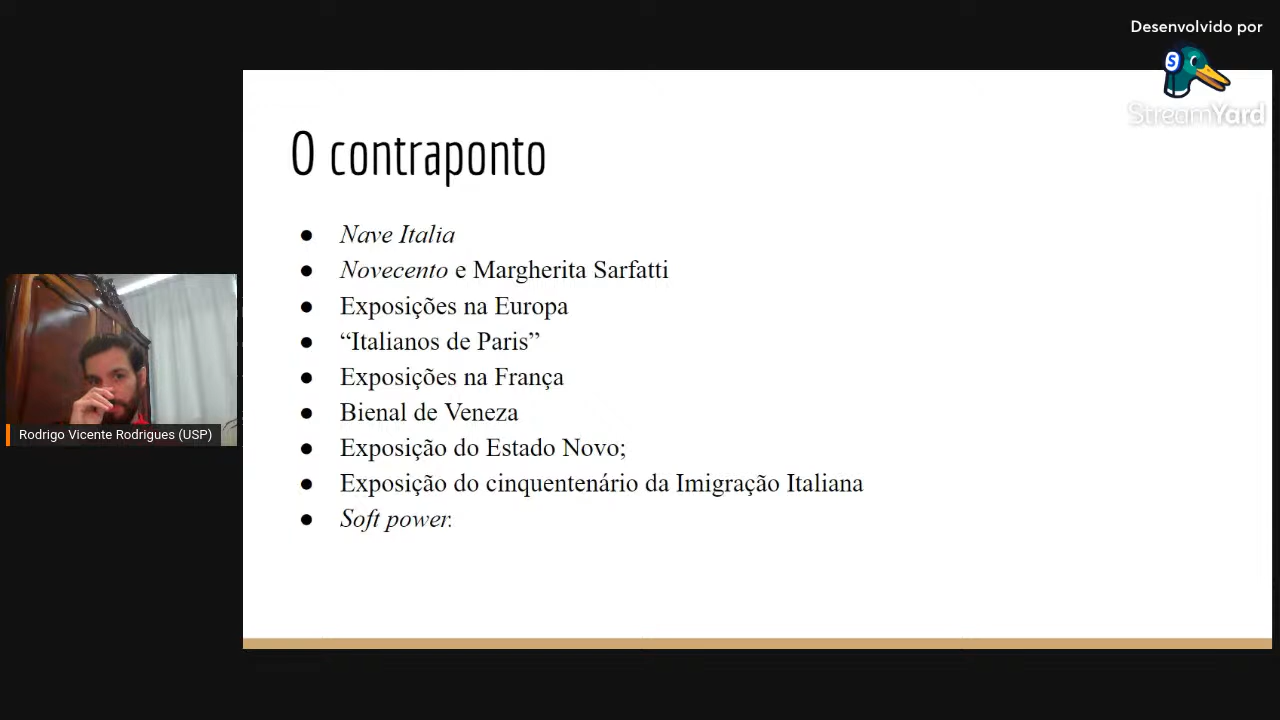 Desenvolvido por
S
StreamYard
O contraponto
● Nave Italia
● Novecento e Margherita Sarfatti
● Exposições na Europa
● “Italianos de Paris”
● Exposições na França
● Bienal de Veneza
● Exposição do Estado Novo;
● Exposição do cinquentenário da Imigração Italiana
● Soft power.
Rodrigo Vicente Rodrigues (USP)